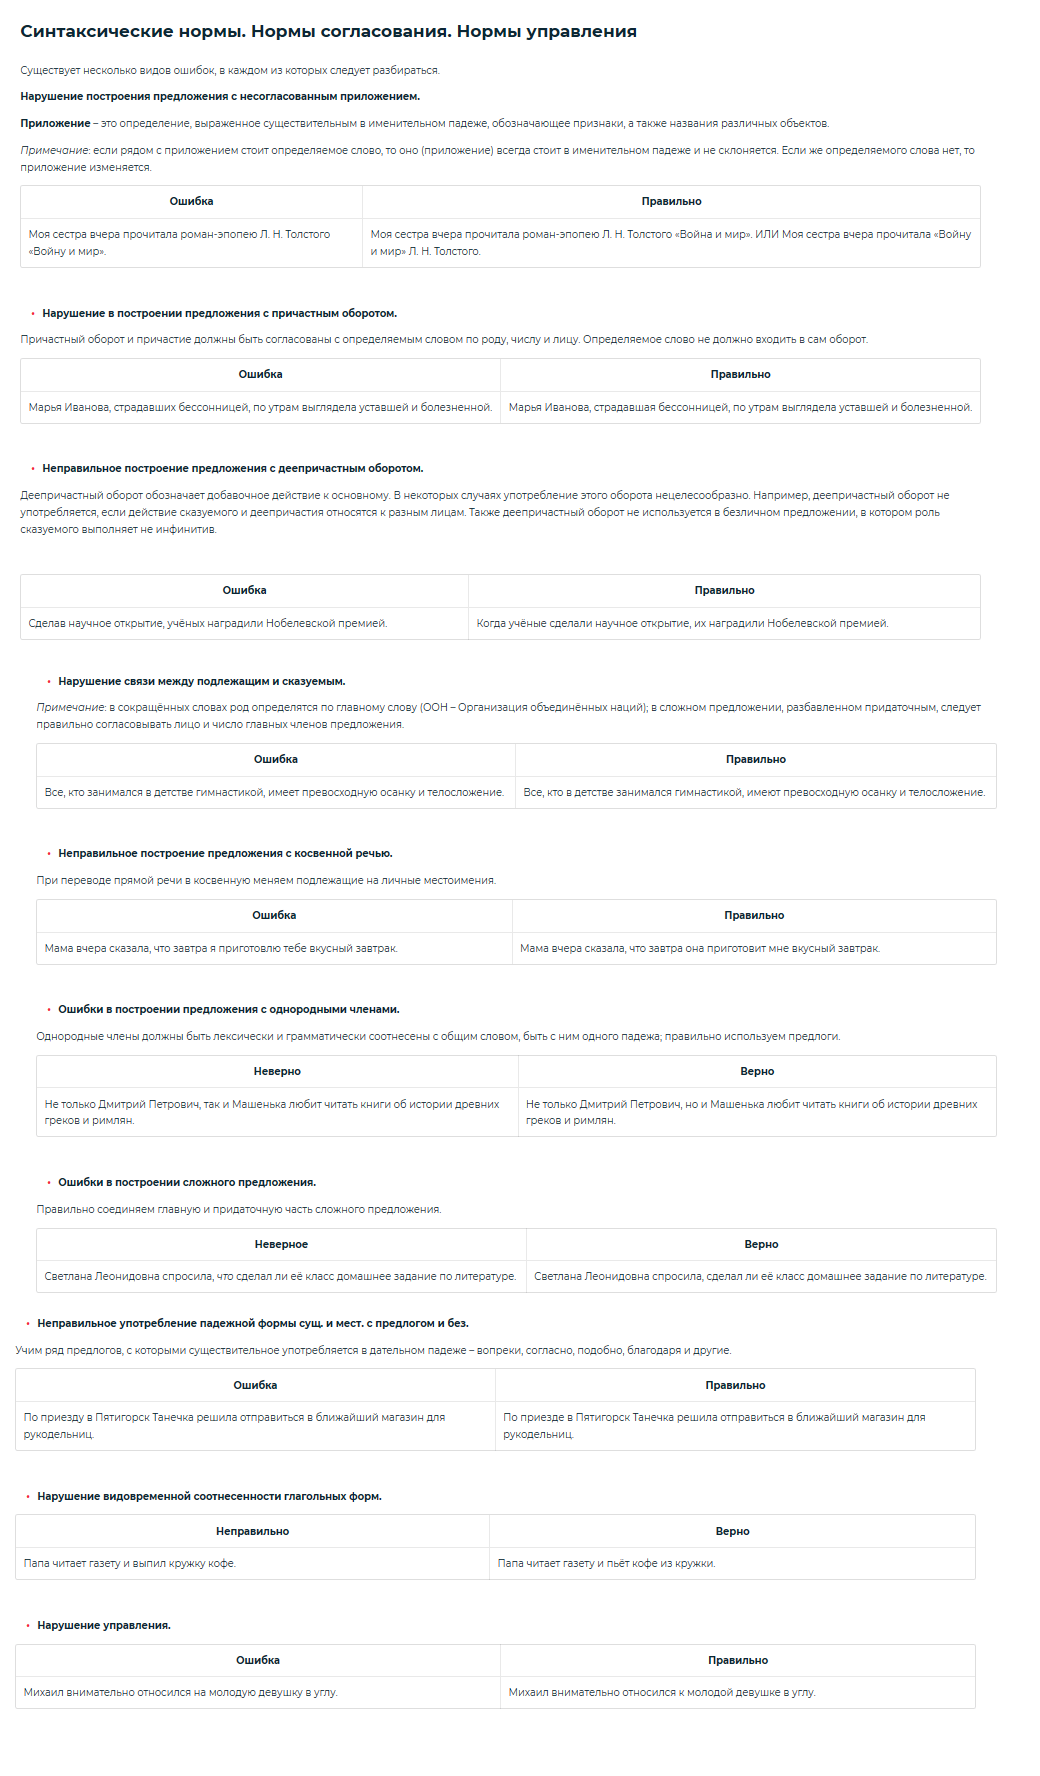 Синтаксические нормы. Нормы согласования. Нормы управления
Существует несколько видов ошибок, в каждом из которых следует разбираться.
Нарушение построения предложения с несогласованным приложением.
Приложение – это определение, выраженное существительным в именительном падеже, обозначающее признаки, а также названия различных объектов.
Примечание: если рядом с приложением стоит определяемое слово, то оно (приложение) всегда стоит в именительном падеже и не склоняется. Если же определяемого слова нет, то
приложение изменяется.
Ошибка
Правильно
Моя сестра вчера прочитала роман-эпопею Л. Н. Толстого
«Войну и мир».
Моя сестра вчера прочитала роман-эпопею Л. Н. Толстого «Война и мир». ИЛИ Моя сестра вчера прочитала «Войну
и мир» Л. Н. Толстого.
• Нарушение в построении предложения с причастным оборотом.
Причастный оборот и причастие должны быть согласованы с определяемым словом по роду, числу и лицу. Определяемое слово не должно входить в сам оборот.
Ошибка
Правильно
Марья Иванова, страдавших бессонницей, по утрам выглядела уставшей и болезненной.
Марья Иванова, страдавшая бессонницей, по утрам выглядела уставшей и болезненной.
• Неправильное построение предложения с деепричастным оборотом.
Деепричастный оборот обозначает добавочное действие к основному. В некоторых случаях употребление этого оборота нецелесообразно. Например, деепричастный оборот не
употребляется, если действие сказуемого и деепричастия относятся к разным лицам. Также деепричастный оборот не используется в безличном предложении, в котором роль
сказуемого выполняет не инфинитив.
Ошибка
Правильно
Сделав научное открытие, учёных наградили Нобелевской премией.
Когда учёные сделали научное открытие, их наградили Нобелевской премией.
• Нарушение связи между подлежащим и сказуемым.
Примечание: в сокращённых словах род определятся по главному слову (ООН – Организация объединённых наций); в сложном предложении, разбавленном придаточным, следует
правильно согласовывать лицо и число главных членов предложения.
Ошибка
Правильно
Все, кто занимался в детстве гимнастикой, имеет превосходную осанку и телосложение.
Все, кто в детстве занимался гимнастикой, имеют превосходную осанку и телосложение.
• Неправильное построение предложения с косвенной речью.
При переводе прямой речи в косвенную меняем подлежащие на личные местоимения.
Ошибка
Правильно
Мама вчера сказала, что завтра я приготовлю тебе вкусный завтрак.
Мама вчера сказала, что завтра она приготовит мне вкусный завтрак.
• Ошибки в построении предложения с однородными членами.
Однородные члены должны быть лексически и грамматически соотнесены с общим словом, быть с ним одного падежа; правильно используем предлоги.
Неверно
Верно
Не только Дмитрий Петрович, так и Машенька любит читать книги об истории древних
греков и римлян.
Не только Дмитрий Петрович, но и Машенька любит читать книги об истории древних
греков и римлян.
• Ошибки в построении сложного предложения.
Правильно соединяем главную и придаточную часть сложного предложения.
Неверное
Верно
Светлана Леонидовна спросила, что сделал ли её класс домашнее задание по литературе.
Светлана Леонидовна спросила, сделал ли её класс домашнее задание по литературе.
• Неправильное употребление падежной формы сущ. и мест. с предлогом и без.
Учим ряд предлогов, с которыми существительное употребляется в дательном падеже – вопреки, согласно, подобно, благодаря и другие.
Ошибка
Правильно
По приезду в Пятигорск Танечка решила отправиться в ближайший магазин для
рукодельниц.
По приезде в Пятигорск Танечка решила отправиться в ближайший магазин для
рукодельниц.
• Нарушение видовременной соотнесенности глагольных форм.
Неправильно
Верно
Папа читает газету и выпил кружку кофе.
Папа читает газету и пьёт кофе из кружки.
• Нарушение управления.
Ошибка
Правильно
Михаил внимательно относился на молодую девушку в углу.
Михаил внимательно относился к молодой девушке в углу.